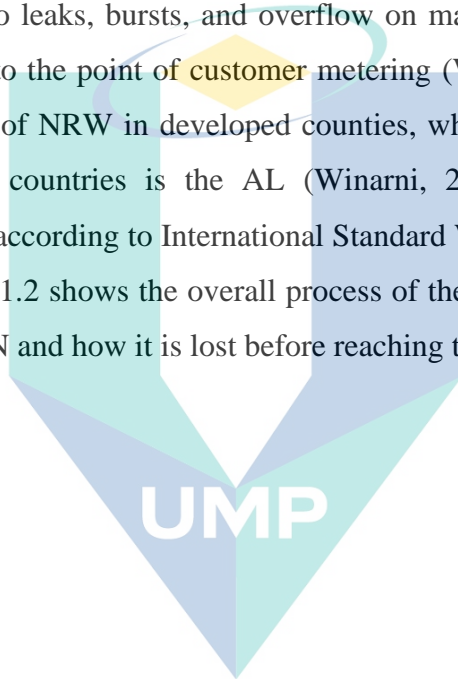 o leaks, bursts, and overflow on ma
to the point of customer metering (
of NRW in developed counties, wh
countries is the AL (Winarni, 2
according to International Standard
1.2 shows the overall process of the
N and how it is lost before reaching t
UMP